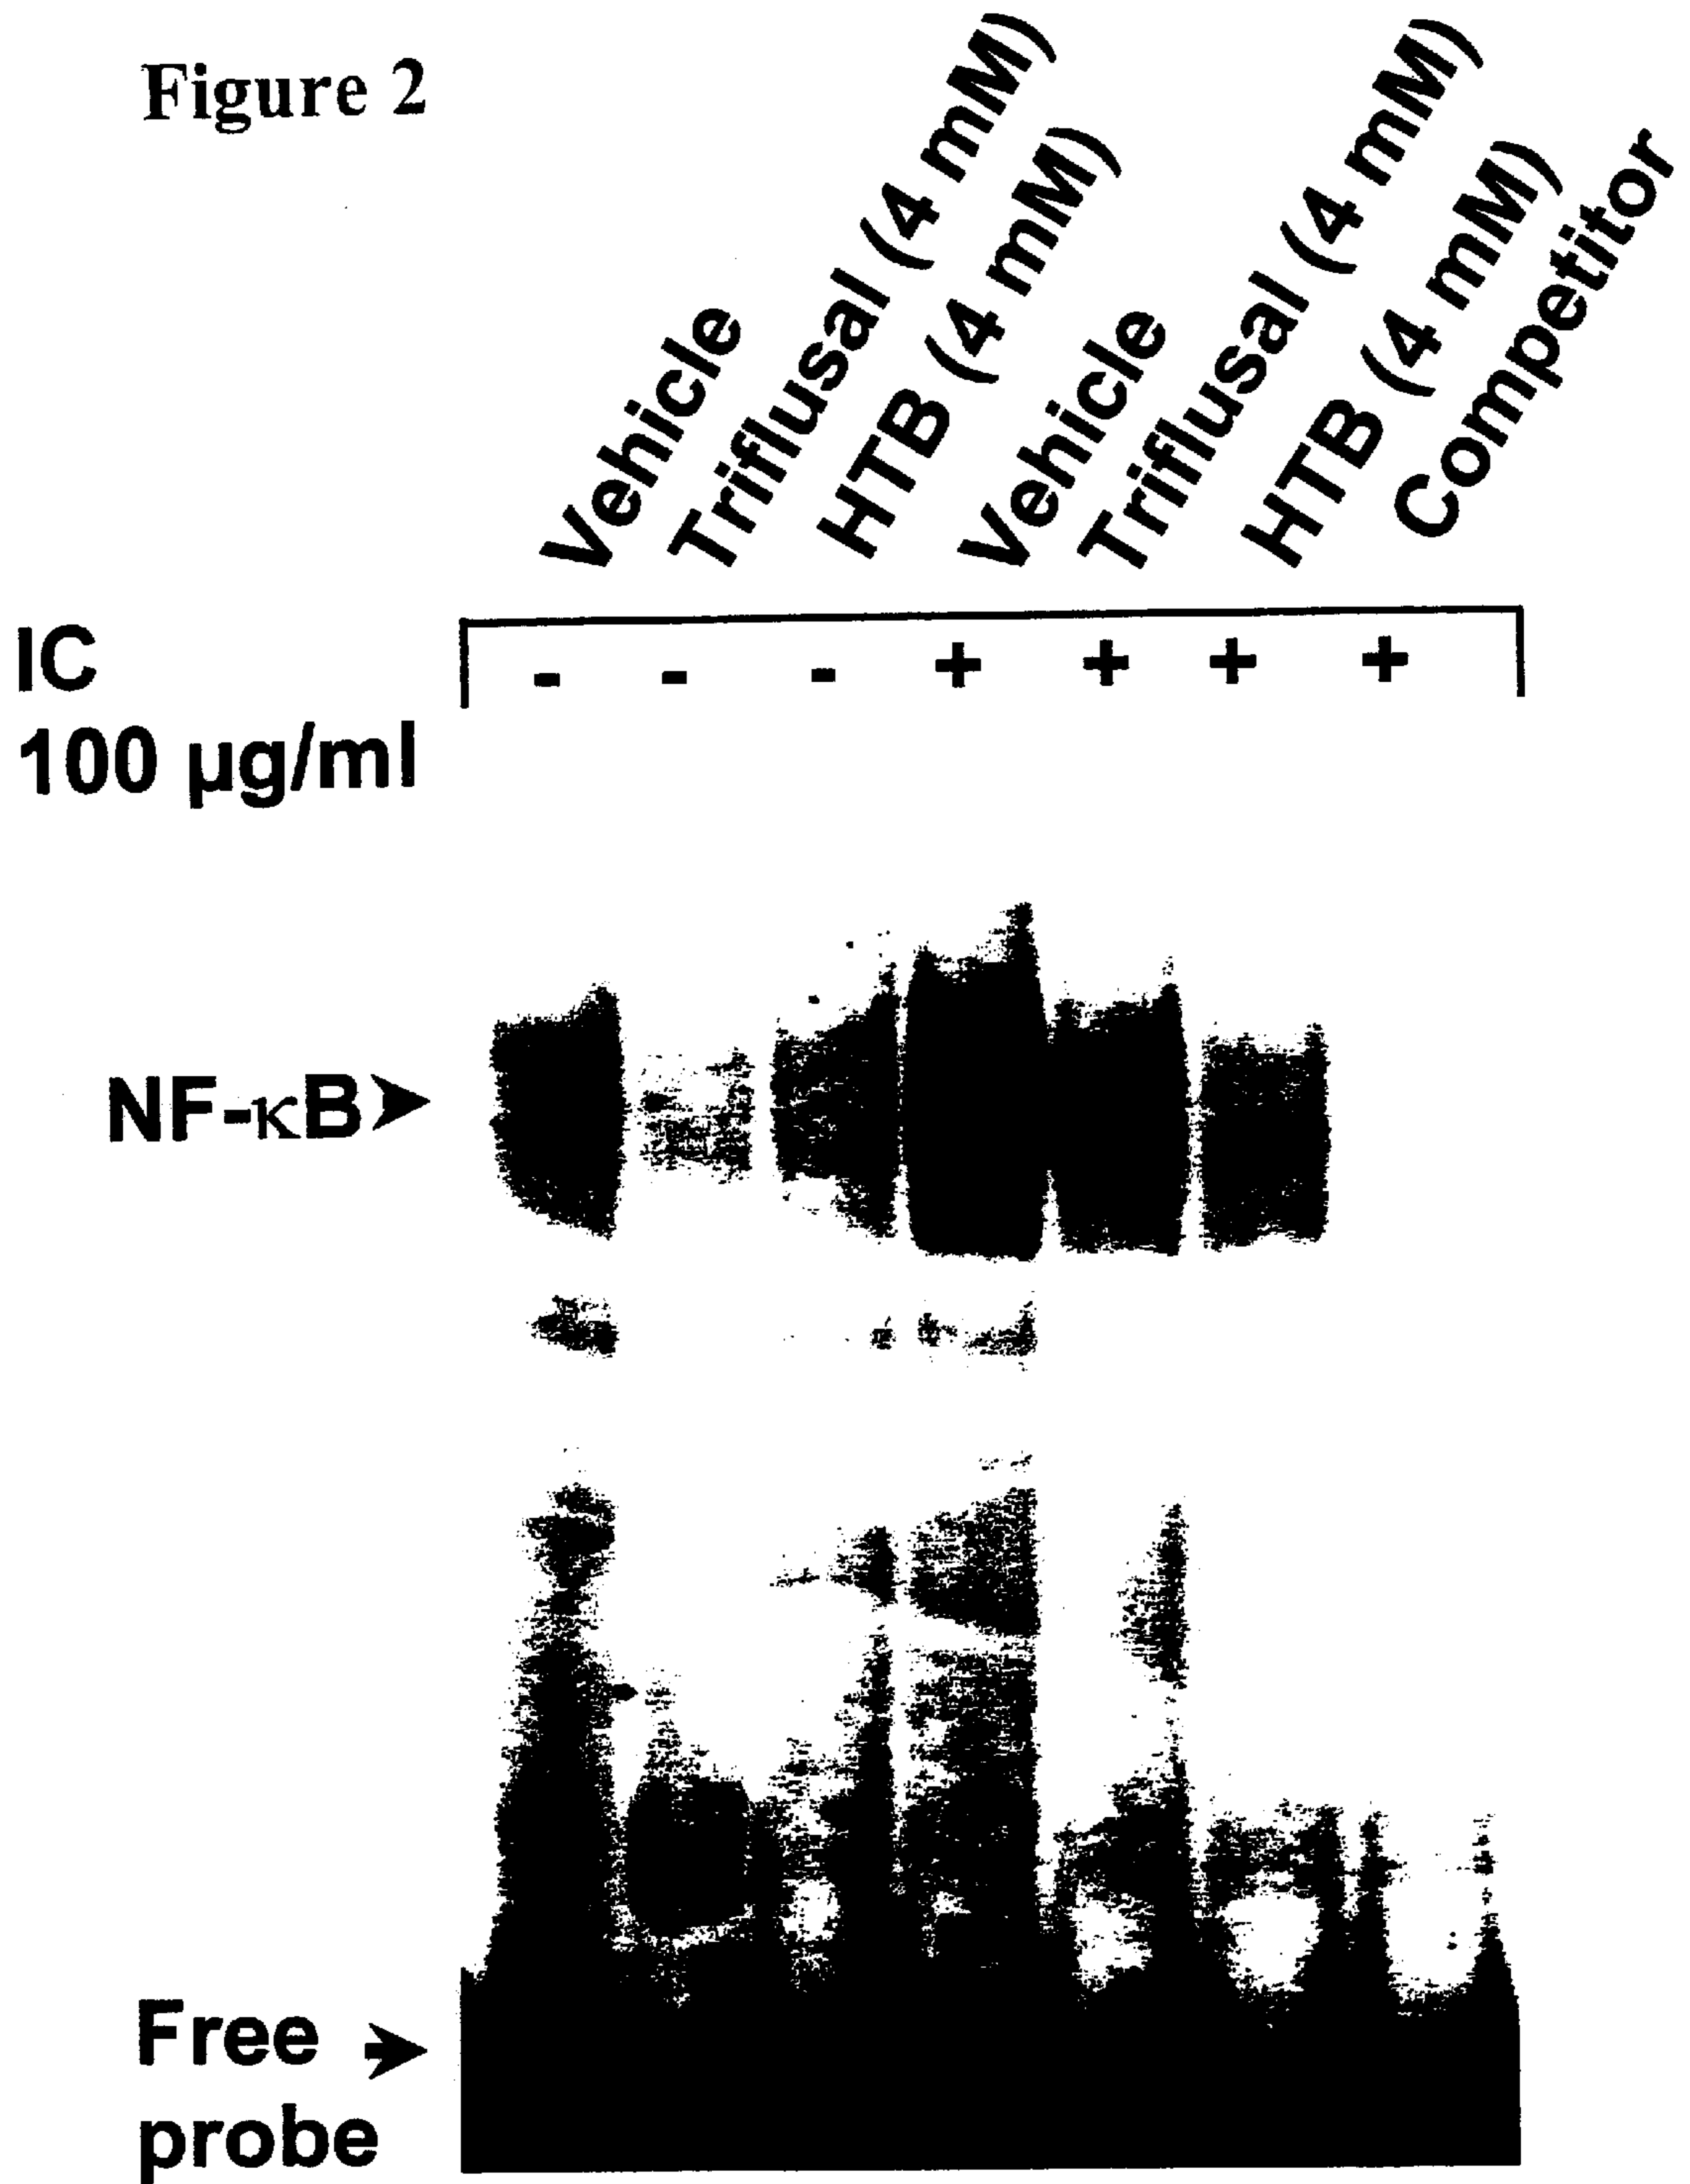 Figure 2
Vehicle
Triflusal (4 mM)
HTB (4 mM)
Vehicle
Triflusal (4 mM)
HTB (4 mM)
Competitor
IC - - - + + + +
100 µg/ml
NF-κB
Free
probe